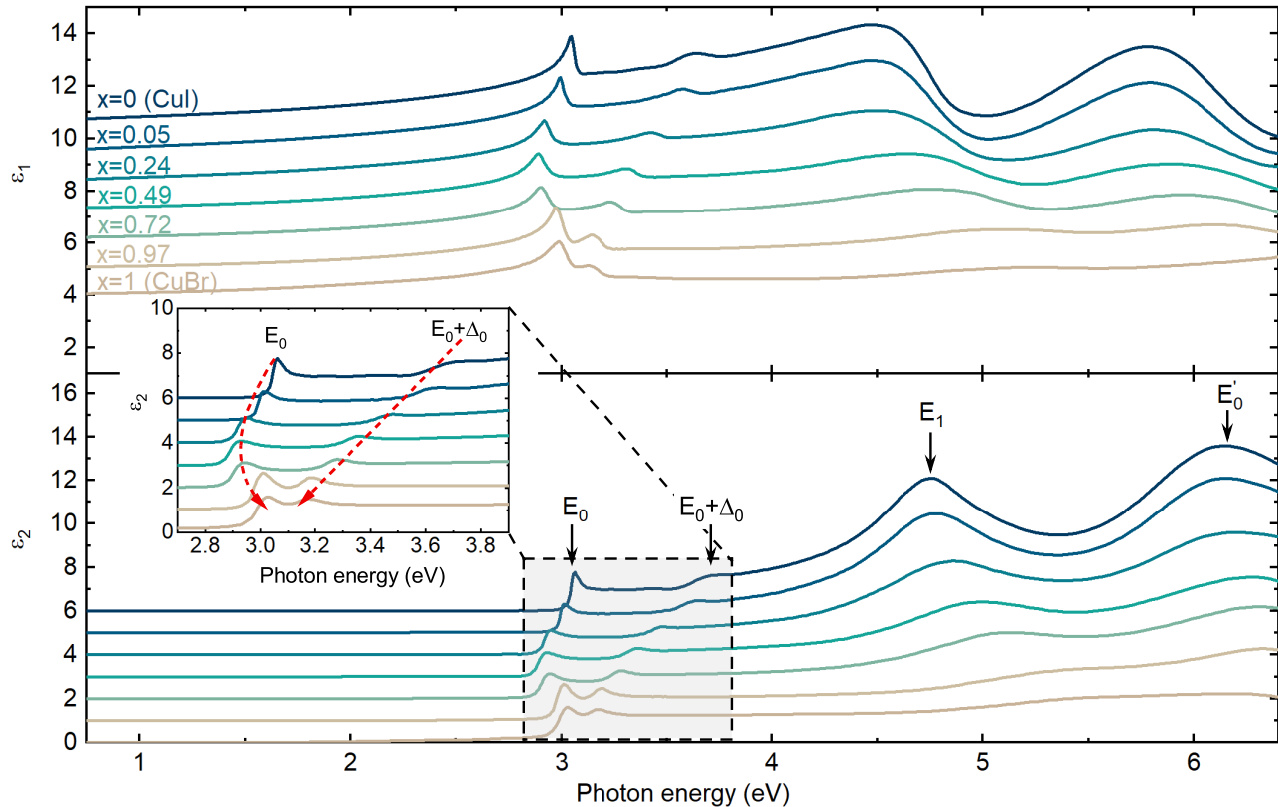 14
12
10
8
6
4
2
ε₁
x=0 (CuI)
x=0.05
x=0.24
x=0.49
x=0.72
x=0.97
x=1 (CuBr)
10
8
6
4
2
0
ε₂
E₀
E₀+Δ₀
2.8 3.0 3.2 3.4 3.6 3.8
Photon energy (eV)
16
14
12
10
8
6
4
2
0
ε₂
E₀
E₀+Δ₀
E₁
E₀'
1 2 3 4 5 6
Photon energy (eV)